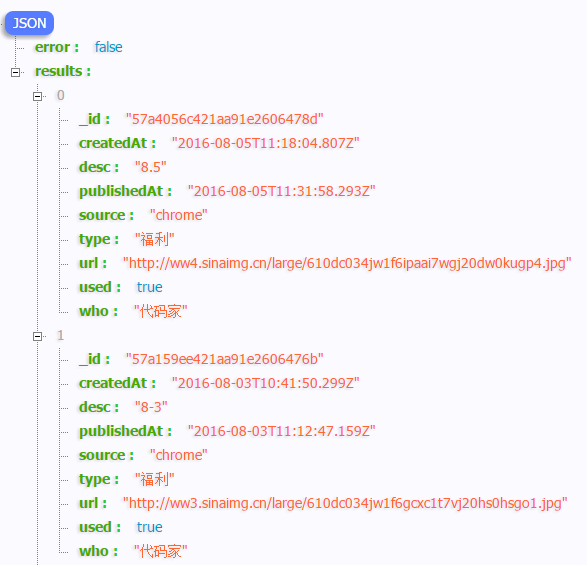 JSON
error : false
results :
0
_id : "57a4056c421aa91e2606478d"
createdAt : "2016-08-05T11:18:04.807Z"
desc : "8.5"
publishedAt : "2016-08-05T11:31:58.293Z"
source : "chrome"
type : "福利"
url : "http://ww4.sinaimg.cn/large/610dc034jw1f6ipaai7wgj20dw0kugp4.jpg"
used : true
who : "代码家"
1
_id : "57a159ee421aa91e2606476b"
createdAt : "2016-08-03T10:41:50.299Z"
desc : "8-3"
publishedAt : "2016-08-03T11:12:47.159Z"
source : "chrome"
type : "福利"
url : "http://ww3.sinaimg.cn/large/610dc034jw1f6gcxc1t7vj20hs0hsgo1.jpg"
used : true
who : "代码家"